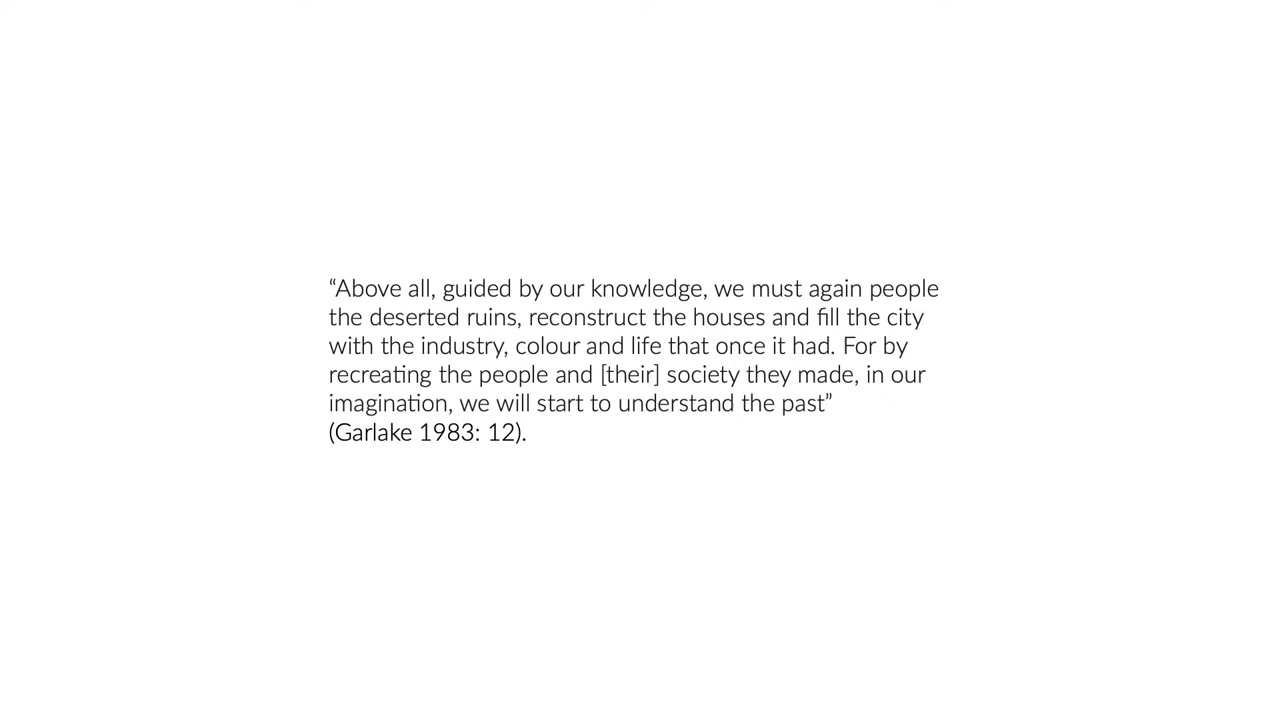 “Above all, guided by our knowledge, we must again people
the deserted ruins, reconstruct the houses and fill the city
with the industry, colour and life that once it had. For by
recreating the people and [their] society they made, in our
imagination, we will start to understand the past”
(Garlake 1983: 12).